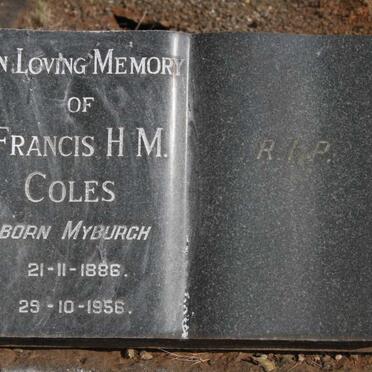 In Loving Memory
of
Francis H M.
Coles
born Myburgh
21-11-1886.
29-10-1956.
R.I.P.